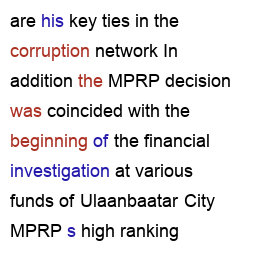 are his key ties in the
corruption network In
addition the MPRP decision
was coincided with the
beginning of the financial
investigation at various
funds of Ulaanbaatar City
MPRP s high ranking